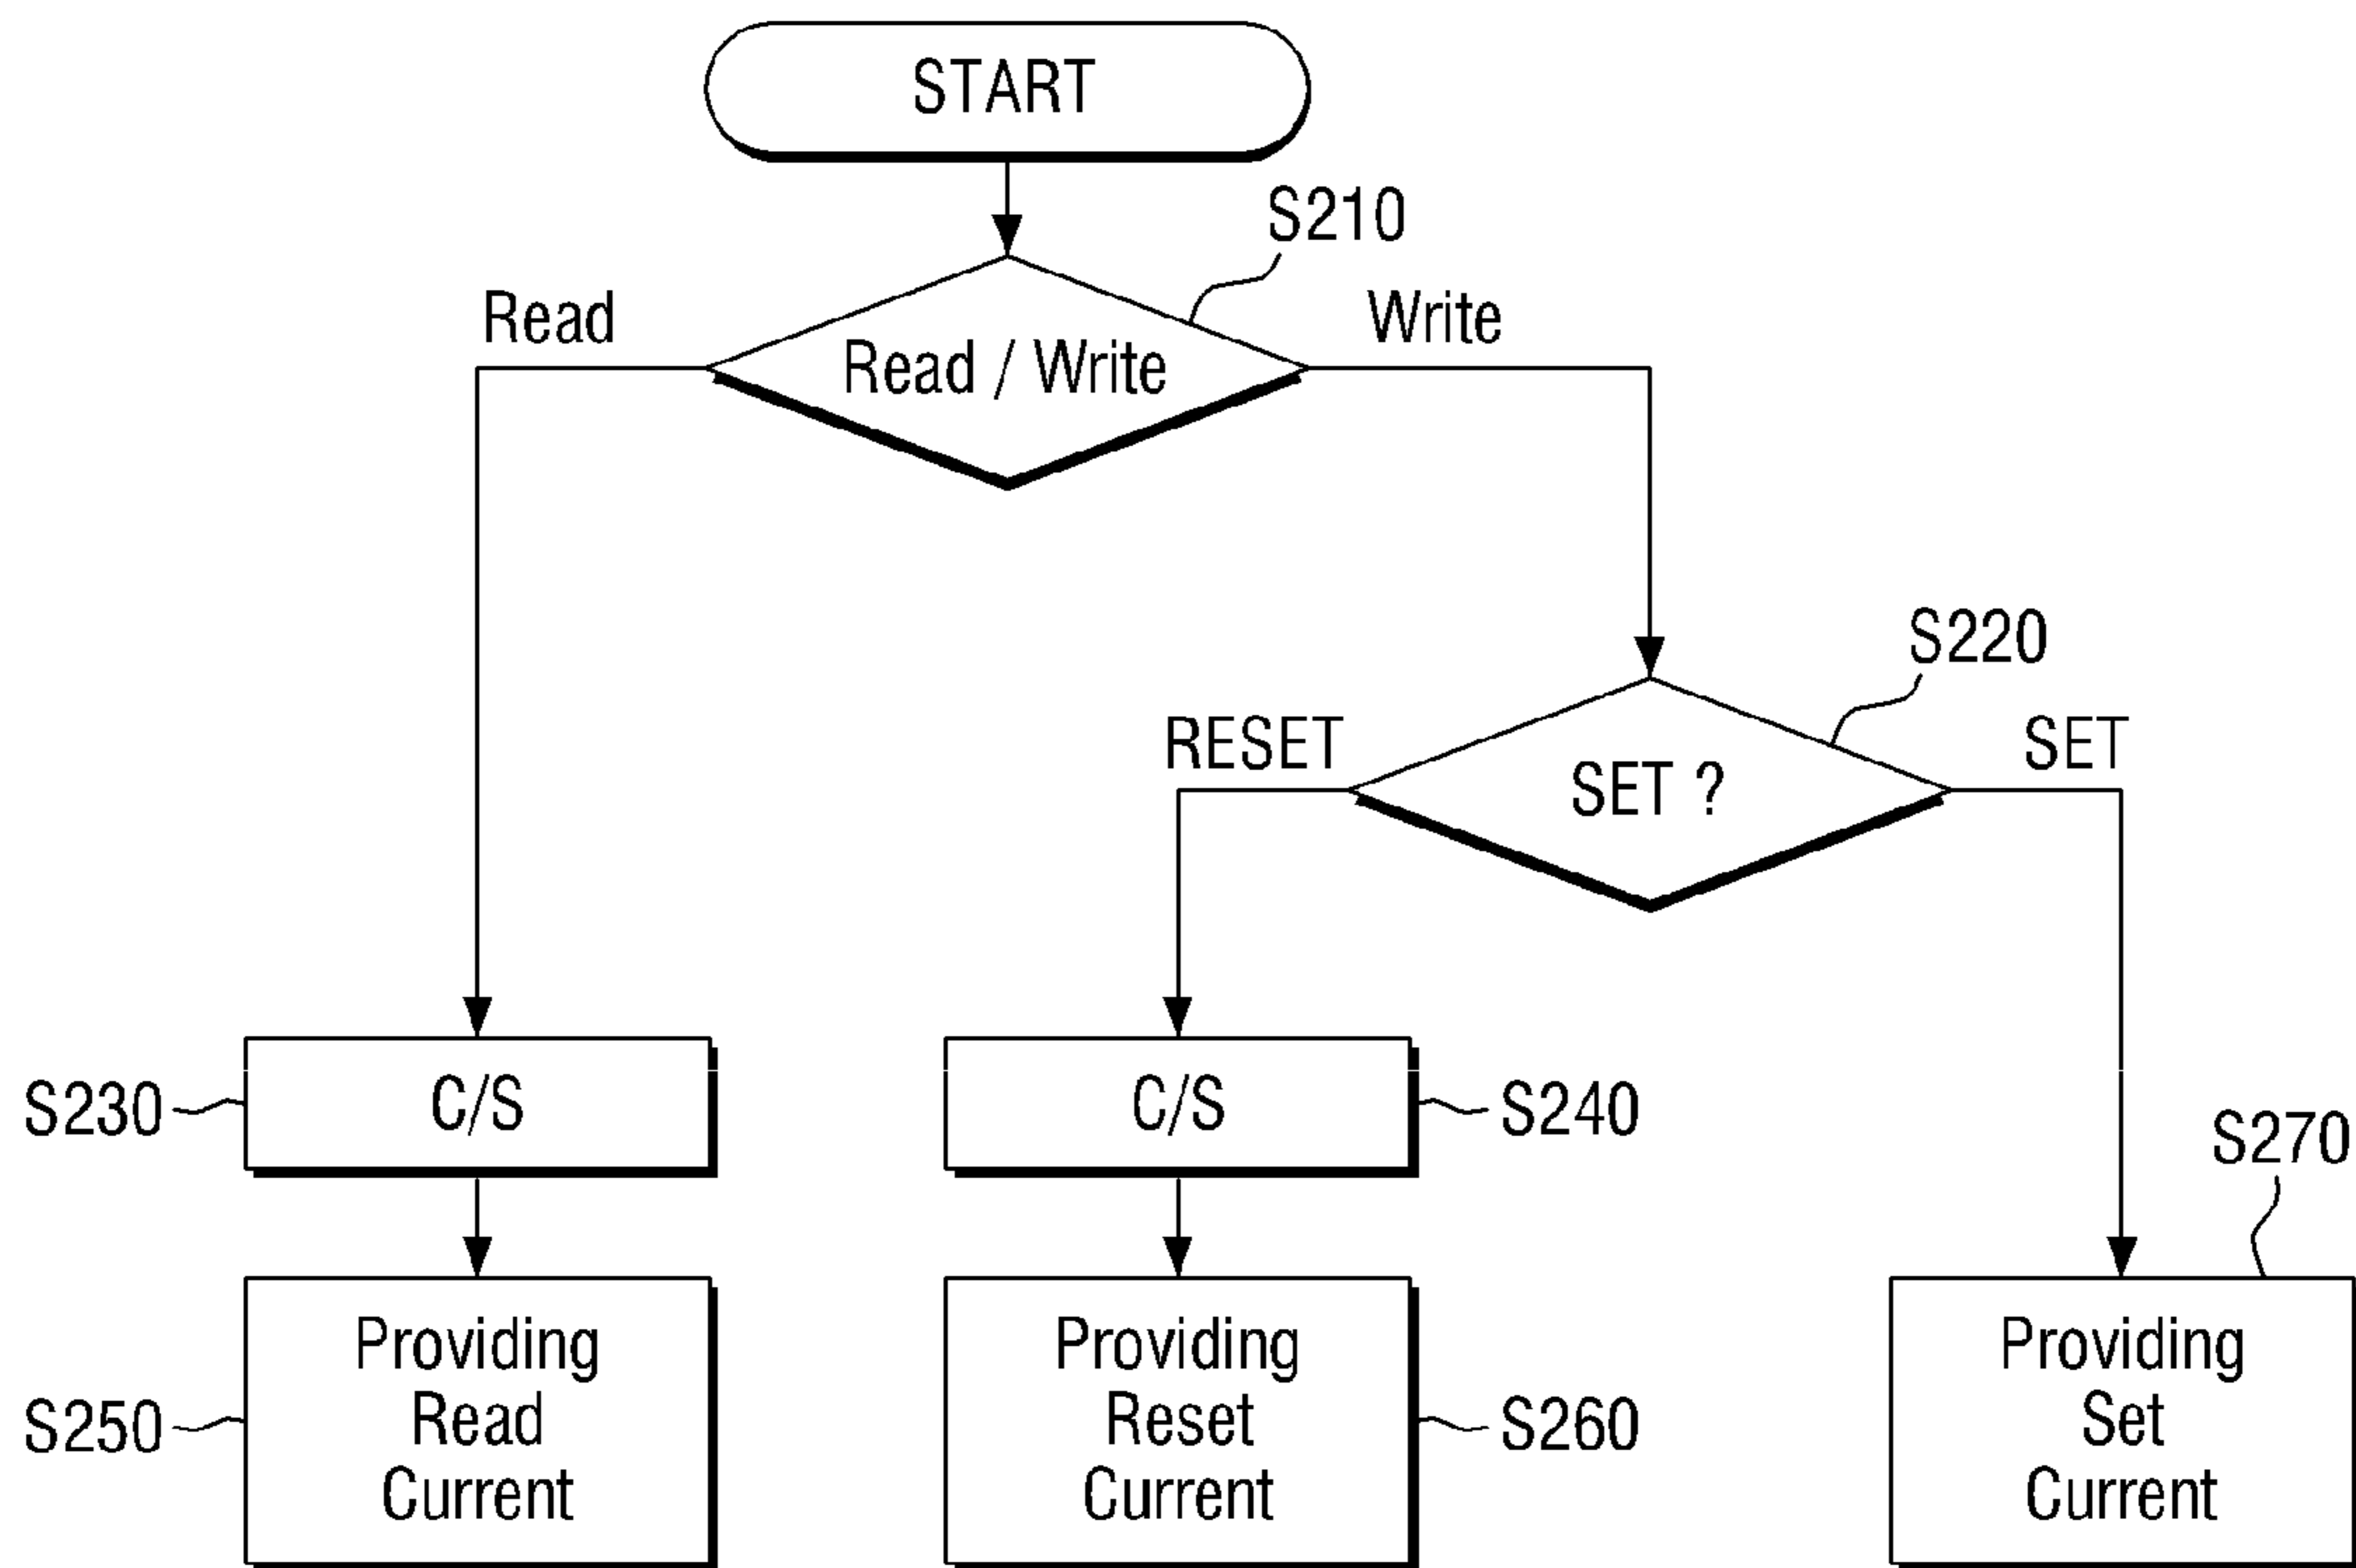 START
S210
Read
Write
Read / Write
S220
RESET
SET
SET ?
S230
C/S
C/S
S240
S270
Providing
Read
Current
S250
Providing
Reset
Current
S260
Providing
Set
Current